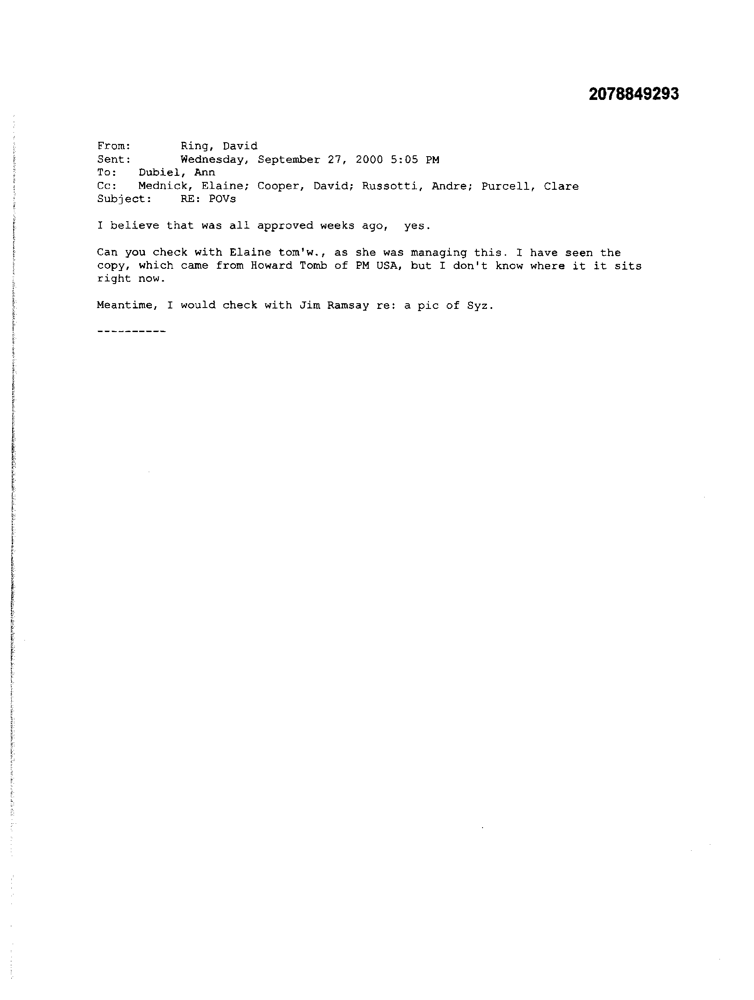 2078849293
From: Ring, David
Sent: Wednesday, September 27, 2000 5:05 PM
To: Dubiel, Ann
Cc: Mednick, Elaine; Cooper, David; Russotti, Andre; Purcell, Clare
Subject: RE: POVs
I believe that was all approved weeks ago, yes.
Can you check with Elaine tom'w., as she was managing this. I have seen the
copy, which came from Howard Tomb of PM USA, but I don't know where it it sits
right now.
Meantime, I would check with Jim Ramsay re: a pic of Syz.
----------